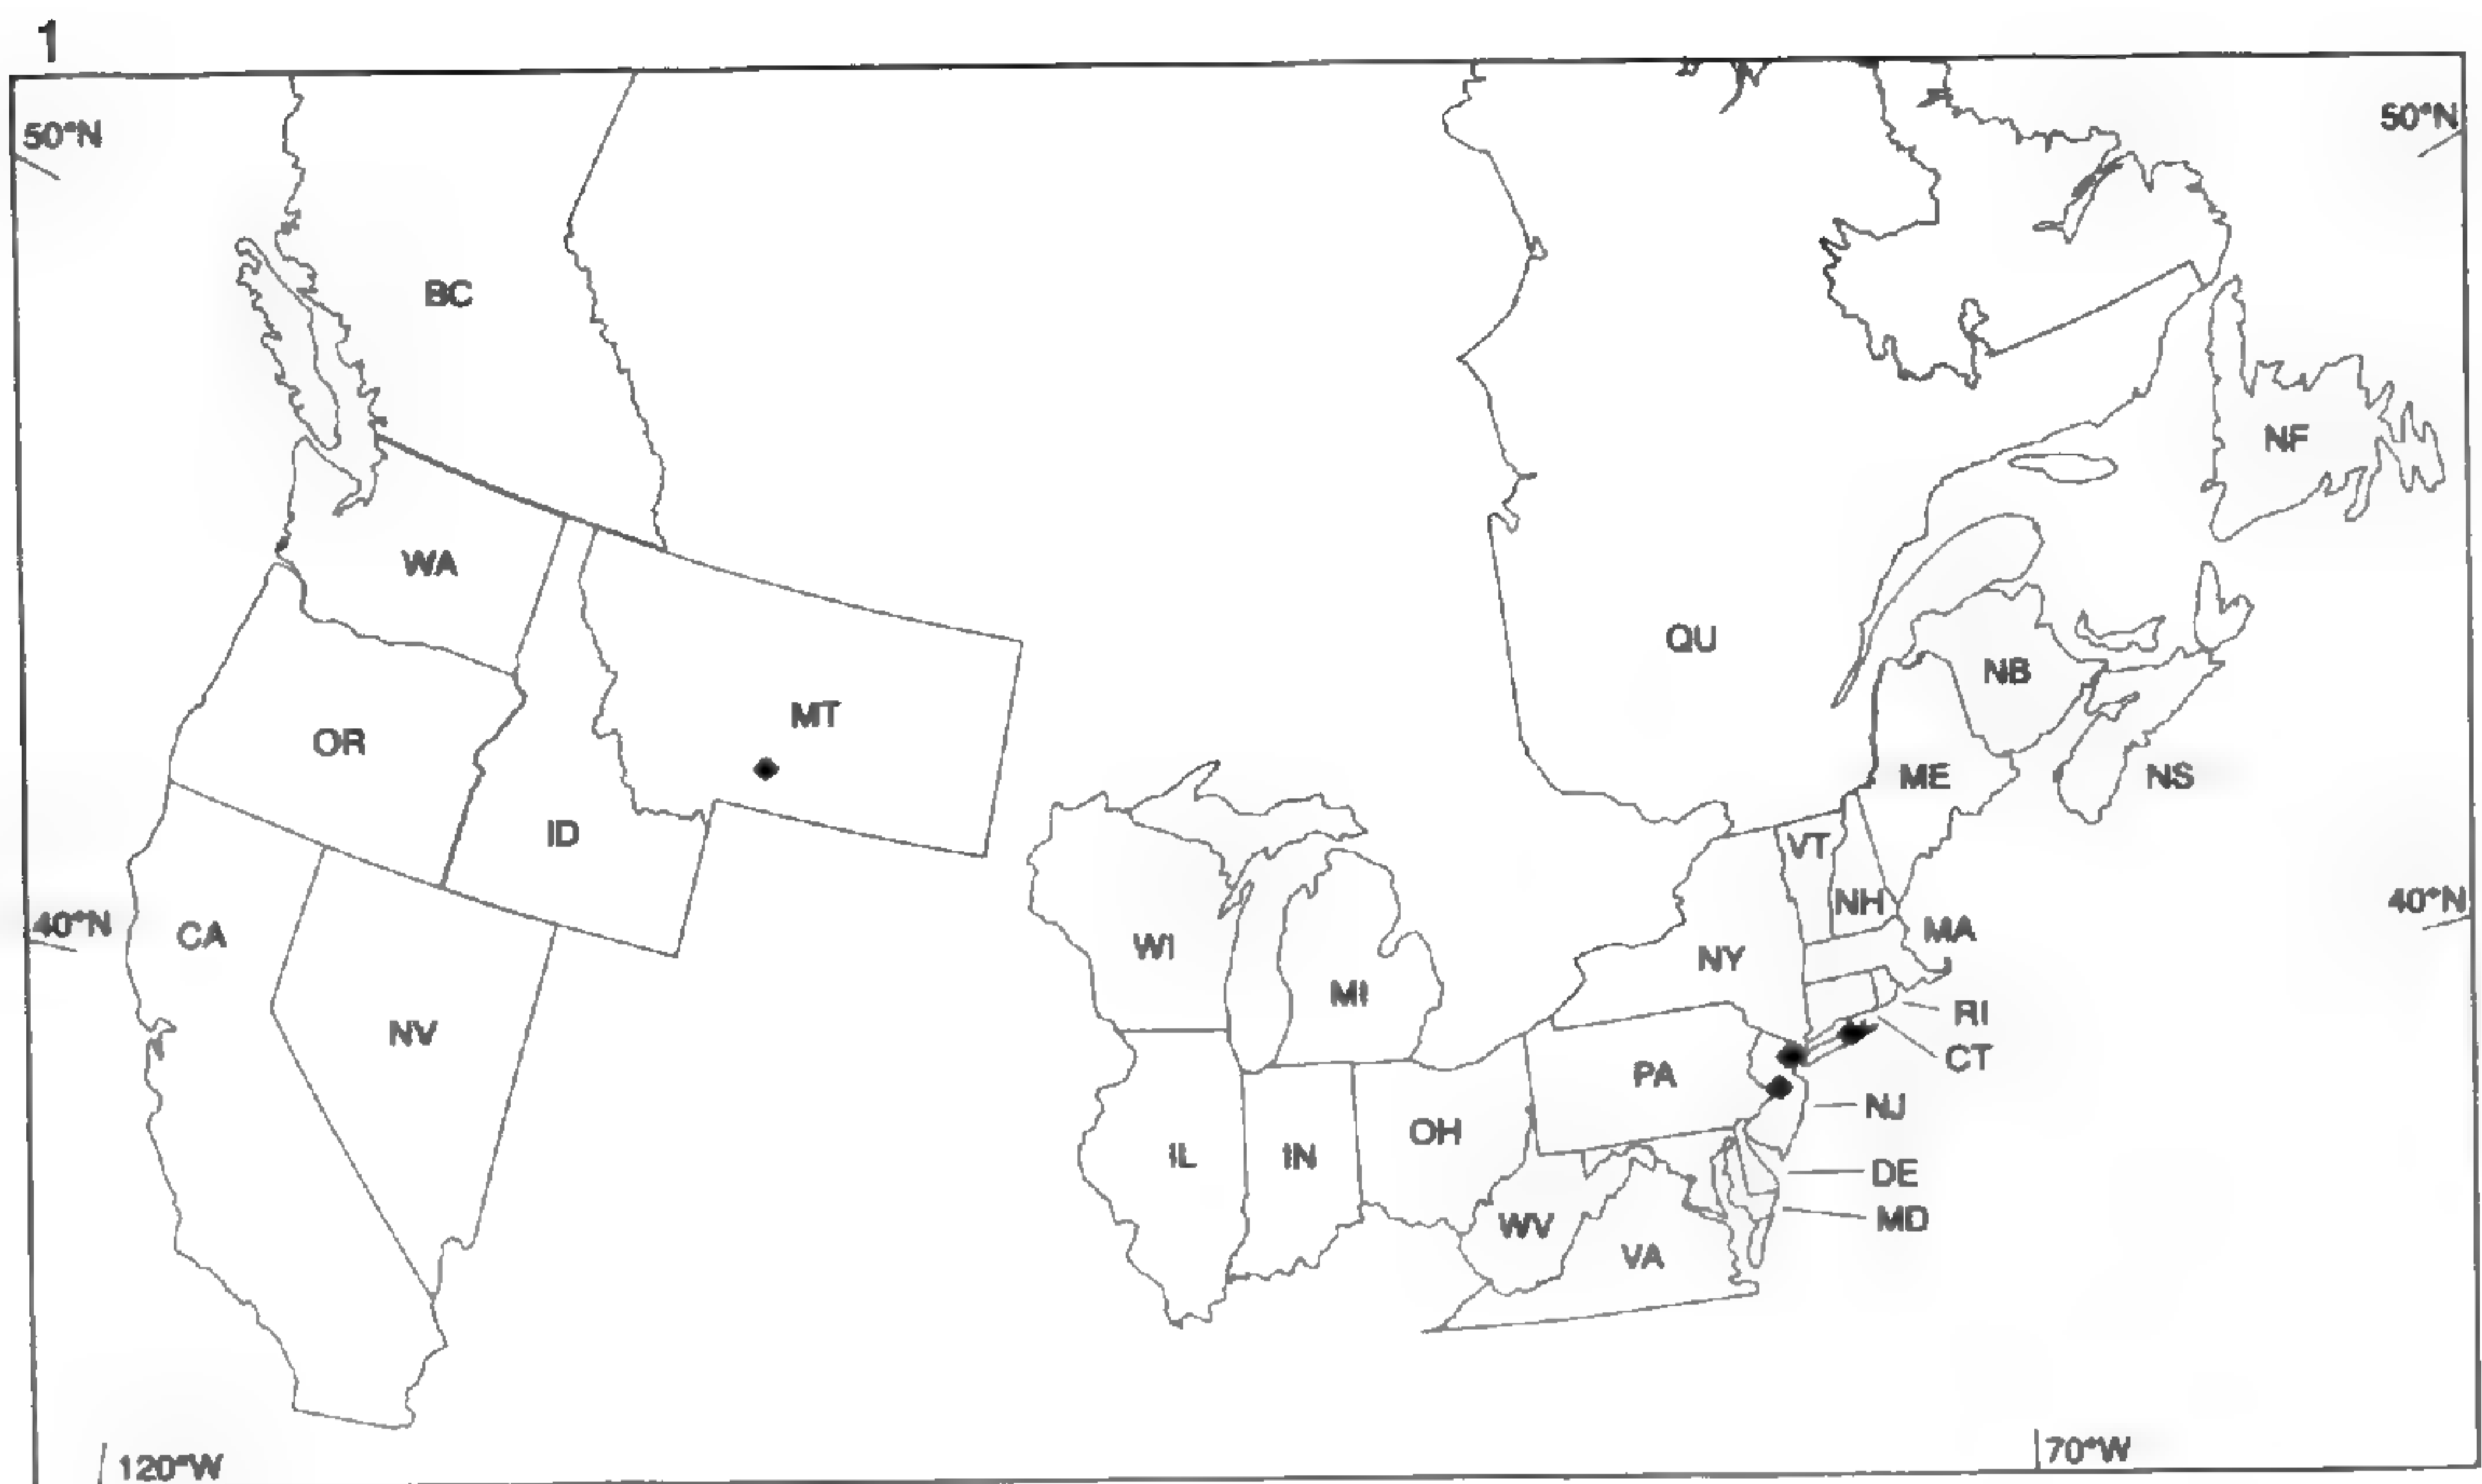 1
50°N
50°N
BC
NF
WA
QU
NB
MT
OR
ME
NS
ID
VT
NH
40°N
40°N
CA
MA
WI
NY
MI
RI
NV
CT
PA
NJ
OH
IL
IN
DE
WV
MD
VA
120°W
70°W